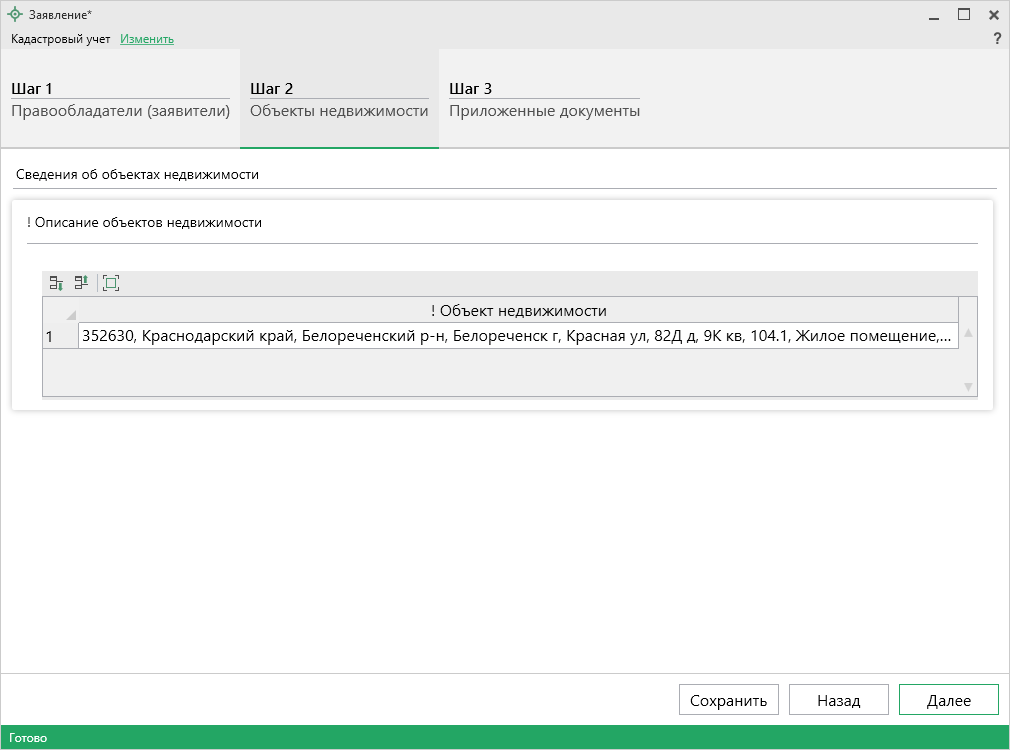 Заявление*
Кадастровый учет Изменить
?
Шаг 1
Правообладатели (заявители)
Шаг 2
Объекты недвижимости
Шаг 3
Приложенные документы
Сведения об объектах недвижимости
! Описание объектов недвижимости
! Объект недвижимости
1 352630, Краснодарский край, Белореченский р-н, Белореченск г, Красная ул, 82Д д, 9К кв, 104.1, Жилое помещение,...
Сохранить Назад Далее
Готово